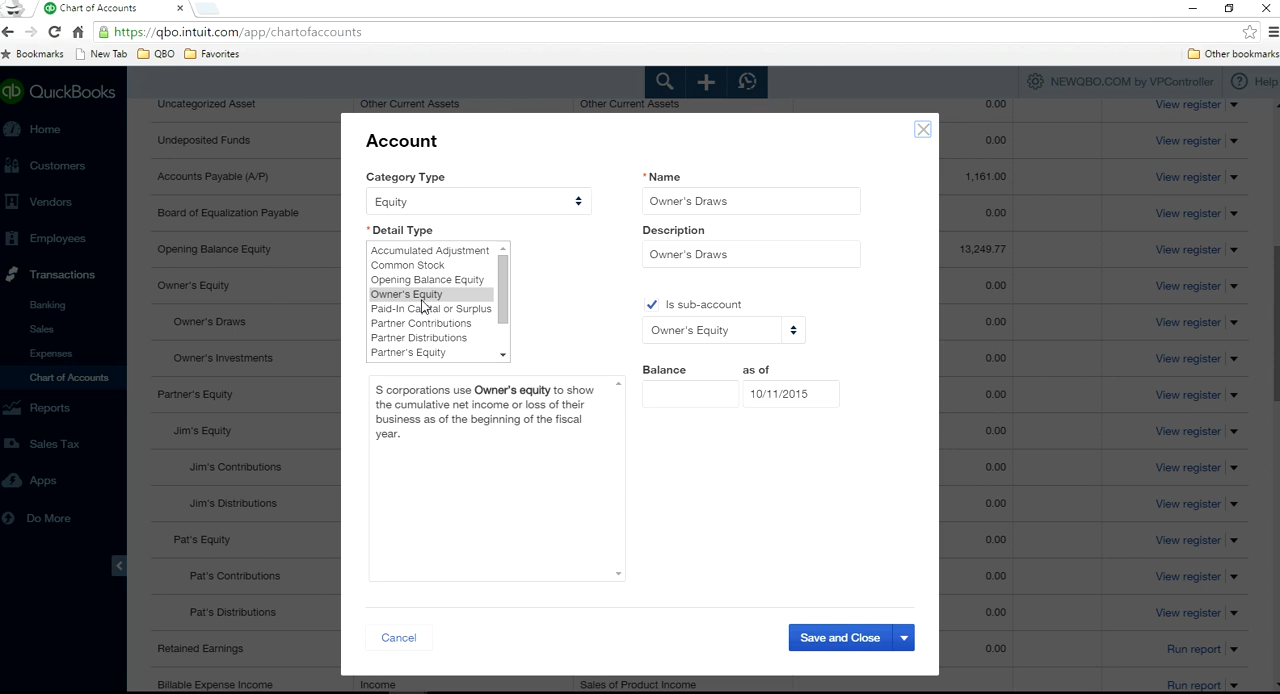 Chart of Accounts
https://qbo.intuit.com/app/chartofaccounts
Bookmarks New Tab QBO Favorites Other bookmarks
QuickBooks
NEWQBO.COM by VPController
Help
Home
Customers
Vendors
Employees
Transactions
Banking
Sales
Expenses
Chart of Accounts
Reports
Sales Tax
Apps
Do More
Uncategorized Asset Other Current Assets Other Current Assets 0.00 View register
Undeposited Funds 0.00 View register
Accounts Payable (A/P) 1,161.00 View register
Board of Equalization Payable 0.00 View register
Opening Balance Equity 13,249.77 View register
Owner's Equity 0.00 View register
Owner's Draws 0.00 View register
Owner's Investments 0.00 View register
Partner's Equity 0.00 View register
Jim's Equity 0.00 View register
Jim's Contributions 0.00 View register
Jim's Distributions 0.00 View register
Pat's Equity 0.00 View register
Pat's Contributions 0.00 View register
Pat's Distributions 0.00 View register
Retained Earnings 0.00 Run report
Billable Expense Income Income Sales of Product Income Run report
Account
Category Type
Equity
* Detail Type
Accumulated Adjustment
Common Stock
Opening Balance Equity
Owner's Equity
Paid-In Capital or Surplus
Partner Contributions
Partner Distributions
Partner's Equity
S corporations use Owner's equity to show
the cumulative net income or loss of their
business as of the beginning of the fiscal
year.
* Name
Owner's Draws
Description
Owner's Draws
Is sub-account
Owner's Equity
Balance as of
10/11/2015
Cancel
Save and Close